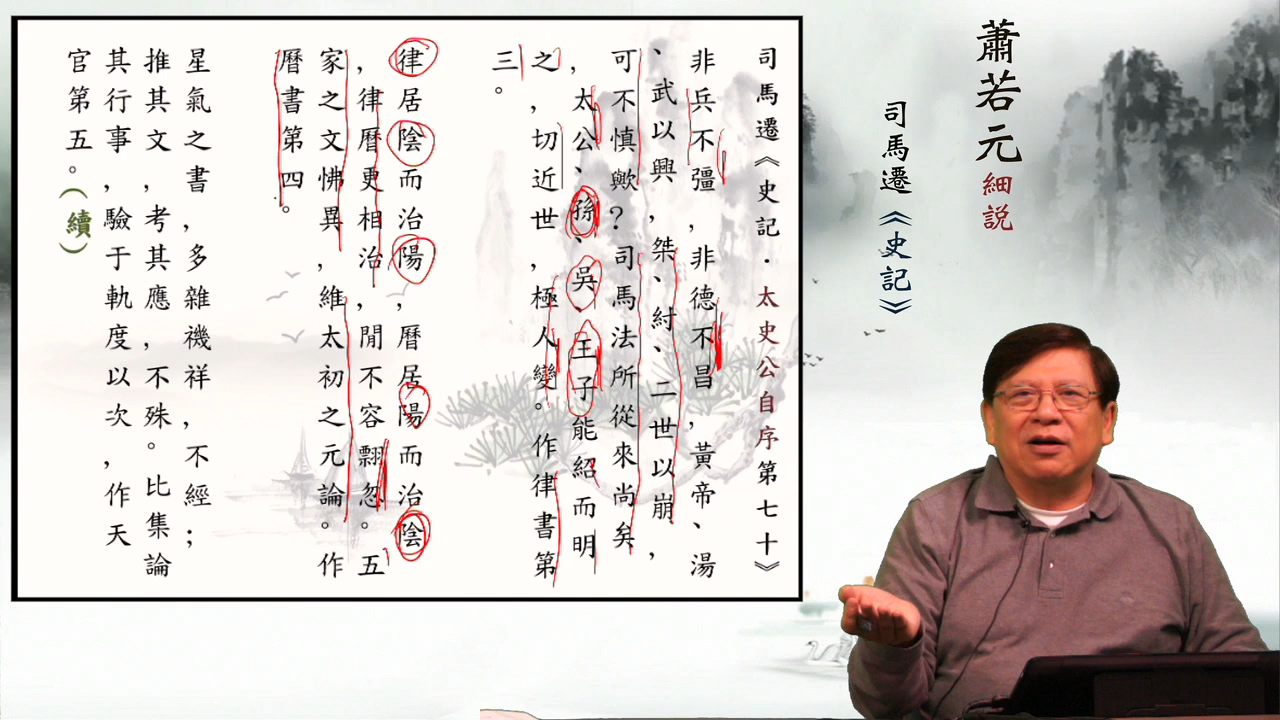 蕭若元細說
司馬遷《史記》
司馬遷《史記．太史公自序第七十》
非兵不彊，非德不昌，黃帝、湯
、武以興，桀、紂、二世以崩，
可不慎歟？司馬法所從來尚矣
，太公、孫、吳、王子能紹而明
之，切近世，極人變。作律書第
三。
律居陰而治陽，曆居陽而治陰
，律曆更相治，閒不容翲忽。五
家之文怫異，維太初之元論。作
曆書第四。
星氣之書，多雜禨祥，不經；
推其文，考其應，不殊。比集論
其行事，驗于軌度以次，作天
官第五。（續）